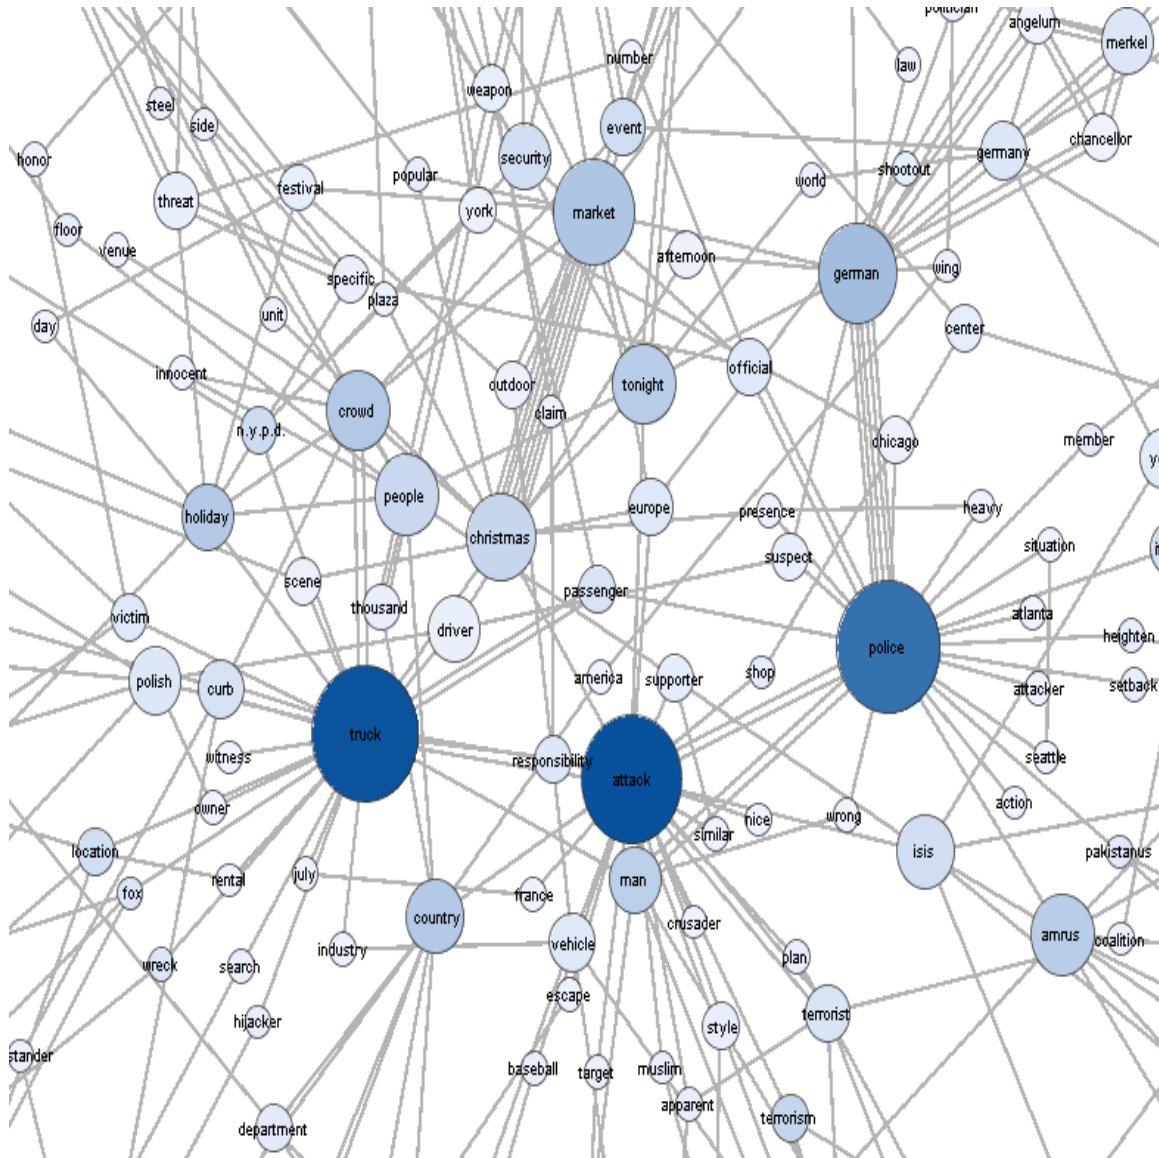 politician
angelum
merkel
number
law
weapon
steel
side
event
chancellor
honor
security
germany
popular
shootout
world
festival
threat
york
market
floor
venue
afternoon
wing
german
specific
plaza
unit
day
center
official
innocent
outdoor
tonight
claim
crowd
n.y.p.d.
chicago
member
people
holiday
europe
presence
heavy
christmas
situation
suspect
scene
passenger
thousand
victim
atlanta
driver
heighten
police
shop
america
supporter
polish
curb
attacker
setback
truck
witness
responsibility
attack
seattle
owner
nice
wrong
action
similar
location
isis
pakistanus
rental
july
man
fox
france
country
crusader
amrus
coalition
industry
vehicle
plan
wreck
search
escape
terrorist
hijacker
style
stander
baseball
target
muslim
apparent
terrorism
department